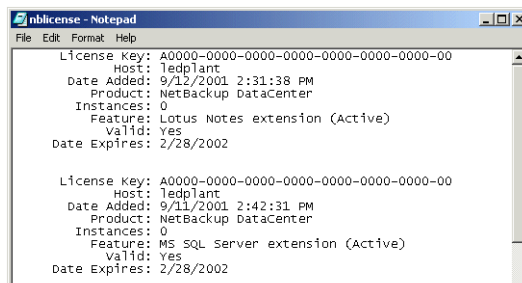 nblicense - Notepad
File Edit Format Help
License Key: A0000-0000-0000-0000-0000-0000-0000-00
Host: ledplant
Date Added: 9/12/2001 2:31:38 PM
Product: NetBackup DataCenter
Instances: 0
Feature: Lotus Notes extension (Active)
Valid: Yes
Date Expires: 2/28/2002
License Key: A0000-0000-0000-0000-0000-0000-0000-00
Host: ledplant
Date Added: 9/11/2001 2:42:31 PM
Product: NetBackup DataCenter
Instances: 0
Feature: MS SQL Server extension (Active)
Valid: Yes
Date Expires: 2/28/2002